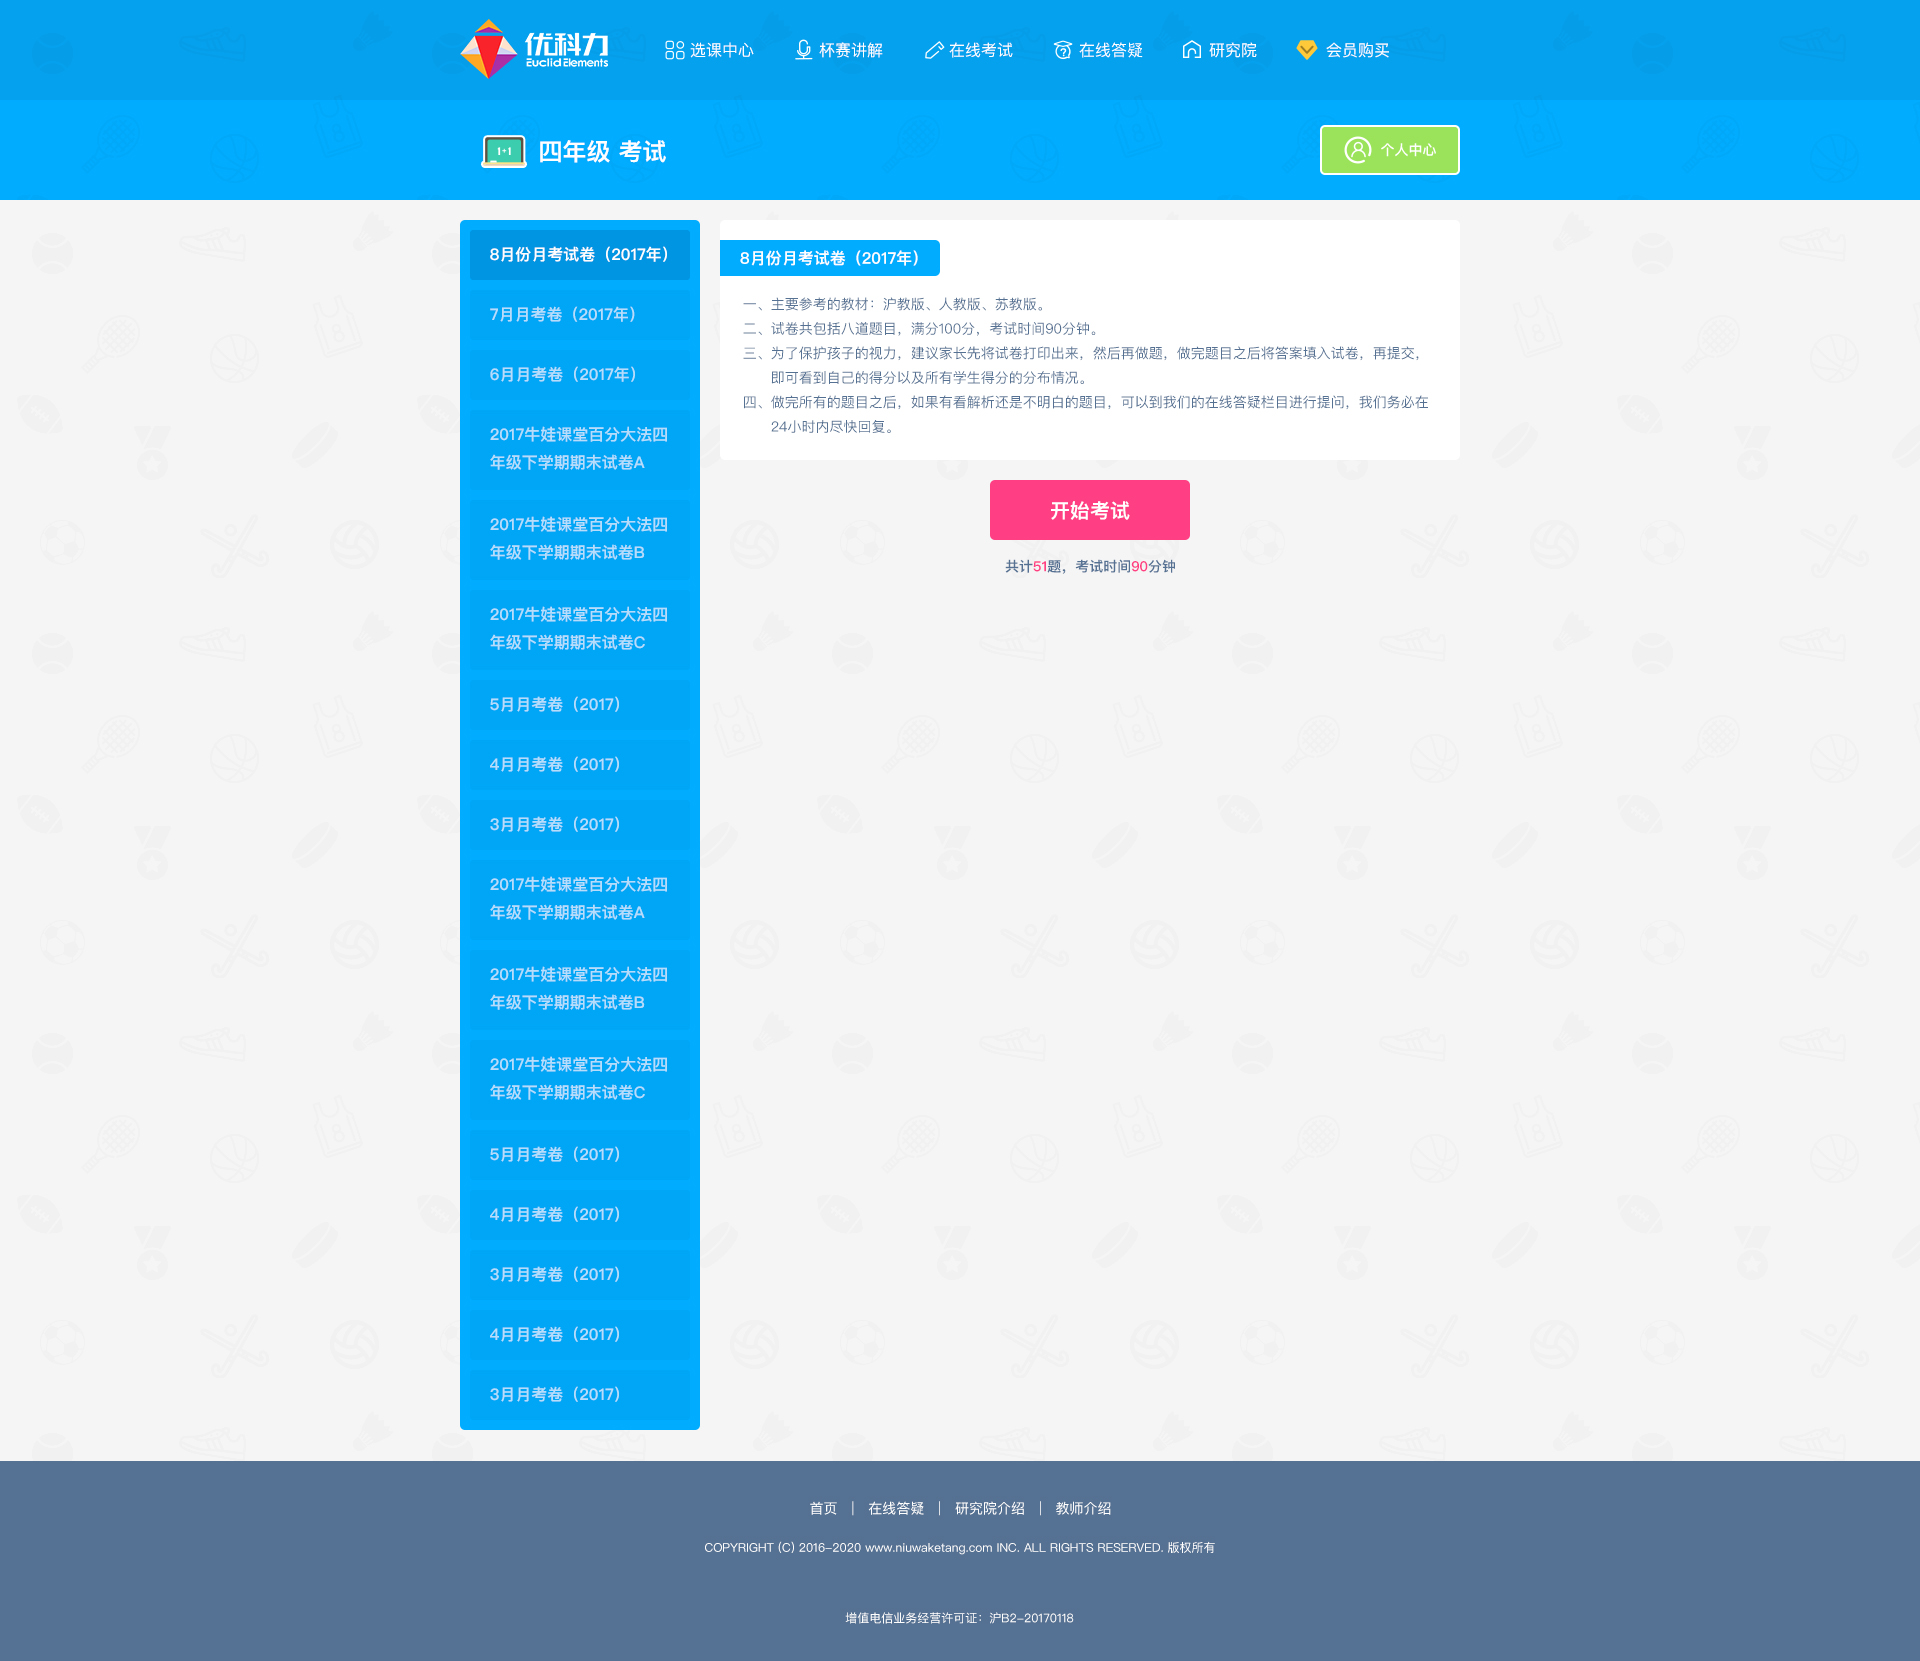 优科力
Euclid Elements
选课中心
杯赛讲解
在线考试
在线答疑
研究院
会员购买
1+1
四年级 考试
个人中心
8月份月考试卷（2017年）
7月月考卷（2017年）
6月月考卷（2017年）
2017牛娃课堂百分大法四
年级下学期期末试卷A
2017牛娃课堂百分大法四
年级下学期期末试卷B
2017牛娃课堂百分大法四
年级下学期期末试卷C
5月月考卷（2017）
4月月考卷（2017）
3月月考卷（2017）
2017牛娃课堂百分大法四
年级下学期期末试卷A
2017牛娃课堂百分大法四
年级下学期期末试卷B
2017牛娃课堂百分大法四
年级下学期期末试卷C
5月月考卷（2017）
4月月考卷（2017）
3月月考卷（2017）
4月月考卷（2017）
3月月考卷（2017）
8月份月考试卷（2017年）
一、主要参考的教材：沪教版、人教版、苏教版。
二、试卷共包括八道题目，满分100分，考试时间90分钟。
三、为了保护孩子的视力，建议家长先将试卷打印出来，然后再做题，做完题目之后将答案填入试卷，再提交，
即可看到自己的得分以及所有学生得分的分布情况。
四、做完所有的题目之后，如果有看解析还是不明白的题目，可以到我们的在线答疑栏目进行提问，我们务必在
24小时内尽快回复。
开始考试
共计51题，考试时间90分钟
首页 | 在线答疑 | 研究院介绍 | 教师介绍
COPYRIGHT (C) 2016-2020 www.niuwaketang.com INC. ALL RIGHTS RESERVED. 版权所有
增值电信业务经营许可证：沪B2-20170118